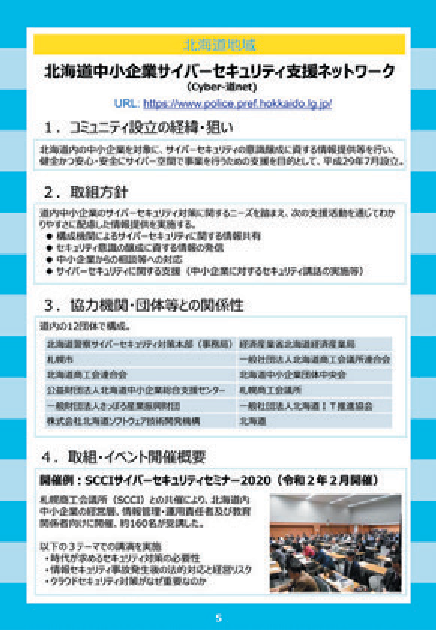 北海道地域
北海道中小企業サイバーセキュリティ支援ネットワーク
(Cyber-道net)
URL: https://www.police.pref.hokkaido.lg.jp/
１．コミュニティ設立の経緯・狙い
北海道内の中小企業を対象に、サイバーセキュリティの意識醸成に資する情報提供等を行い、
健全かつ安心・安全にサイバー空間で事業を行うための支援を目的として、平成29年7月設立。
２．取組方針
道内中小企業のサイバーセキュリティ対策に関するニーズを踏まえ、次の支援活動を通じてわか
りやすさに配慮した情報提供を実施する。
◆ 構成機関によるサイバーセキュリティに関する情報共有
◆ セキュリティ意識の醸成に資する情報の発信
◆ 中小企業からの相談等への対応
◆ サイバーセキュリティに関する支援（中小企業に対するセキュリティ講話の実施等）
３．協力機関・団体等との関係性
道内の12団体で構成。
北海道警察サイバーセキュリティ対策本部（事務局） 経済産業省北海道経済産業局
札幌市 一般社団法人北海道商工会議所連合会
北海道商工会連合会 北海道中小企業団体中央会
公益財団法人北海道中小企業総合支援センター 札幌商工会議所
一般財団法人さっぽろ産業振興財団 一般社団法人北海道ＩＴ推進協会
株式会社北海道ソフトウェア技術開発機構 北海道
４．取組・イベント開催概要
開催例：SCCIサイバーセキュリティセミナー2020（令和２年２月開催）
札幌商工会議所（SCCI）との共催により、北海道内
中小企業の経営層、情報管理・運用責任者及び教育
関係者向けに開催、約160名が受講した。
以下の３テーマでの講演を実施
・時代が求めるセキュリティ対策の必要性
・情報セキュリティ事故発生後の法的対応と経営リスク
・クラウドセキュリティ対策がなぜ重要なのか
5